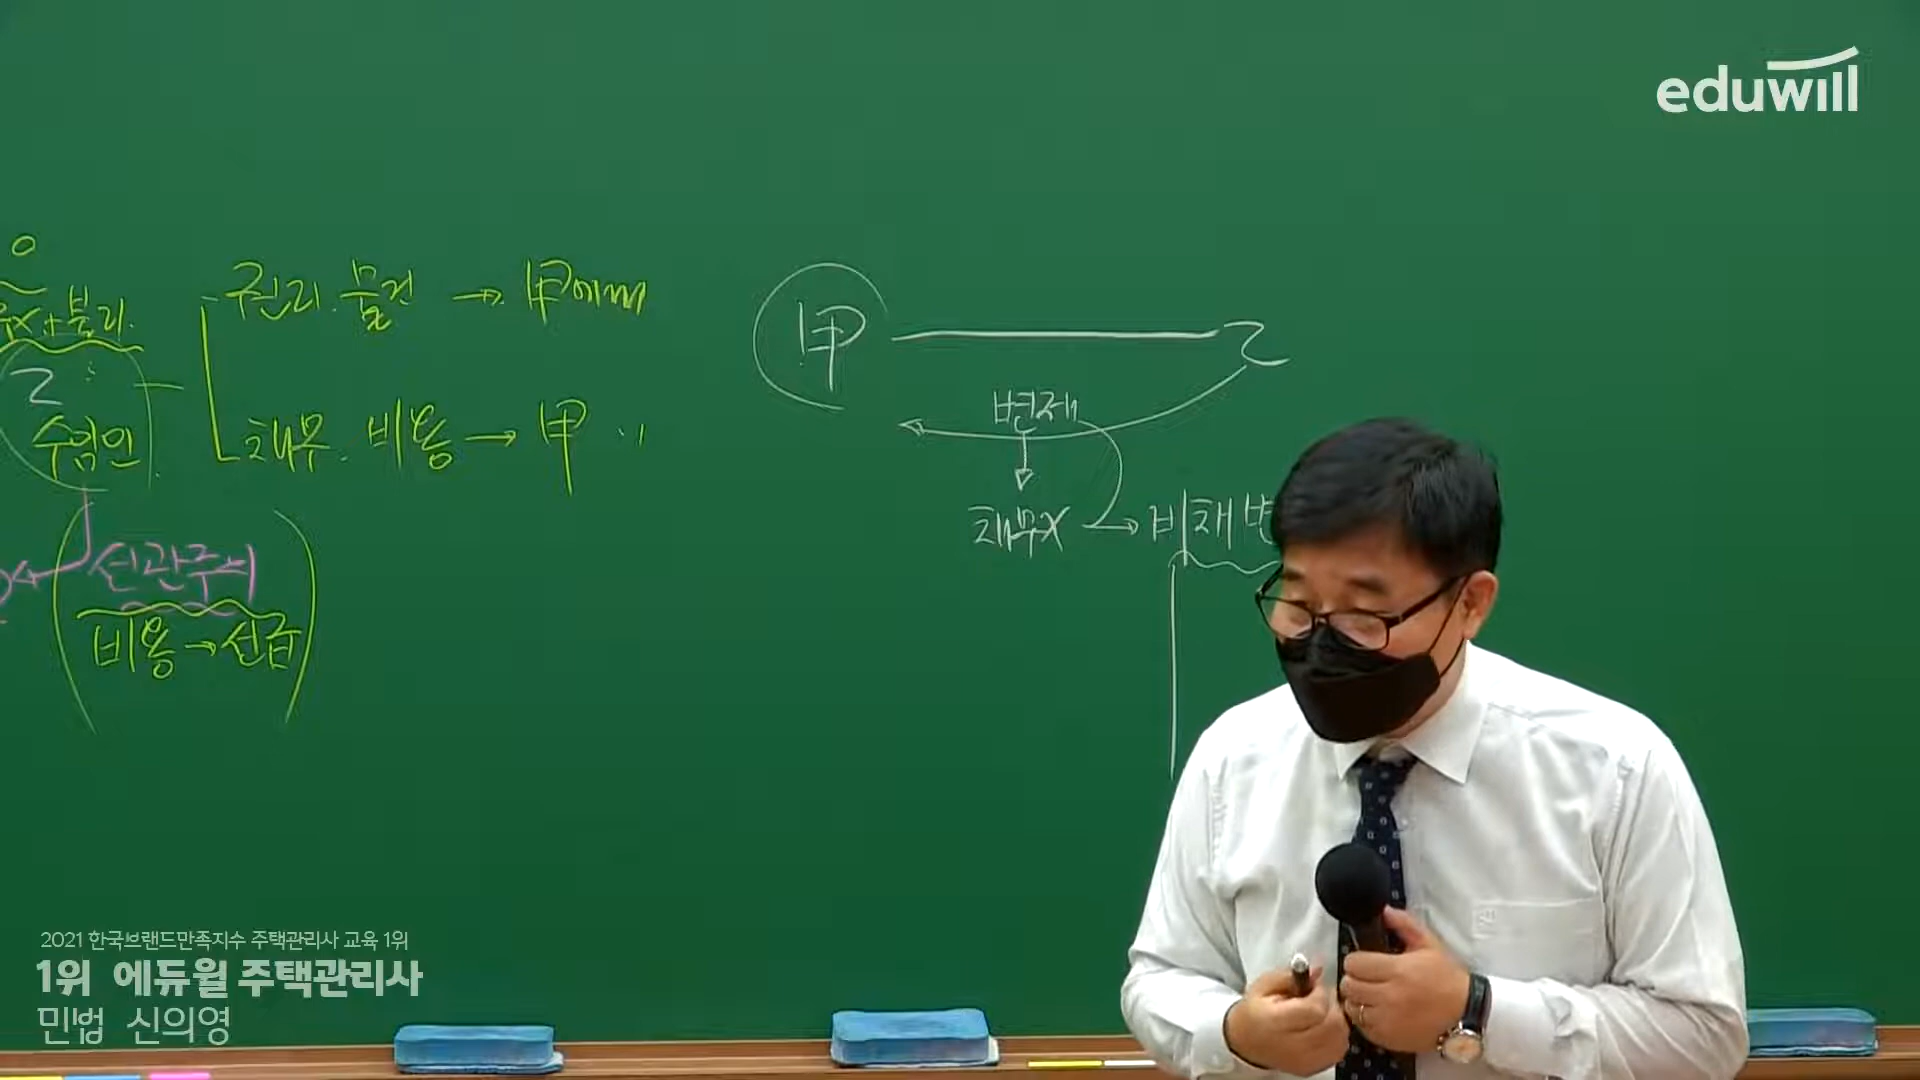 eduwill
권리. 물건 → 甲에게
X + 불리.
乙
수임인
채무. 비용 → 甲 〃
선관주의
비용 → 선급
甲 乙
변제
채무X → 비채변
2021 한국브랜드만족지수 주택관리사 교육 1위
1위 에듀윌 주택관리사
민법 신의영